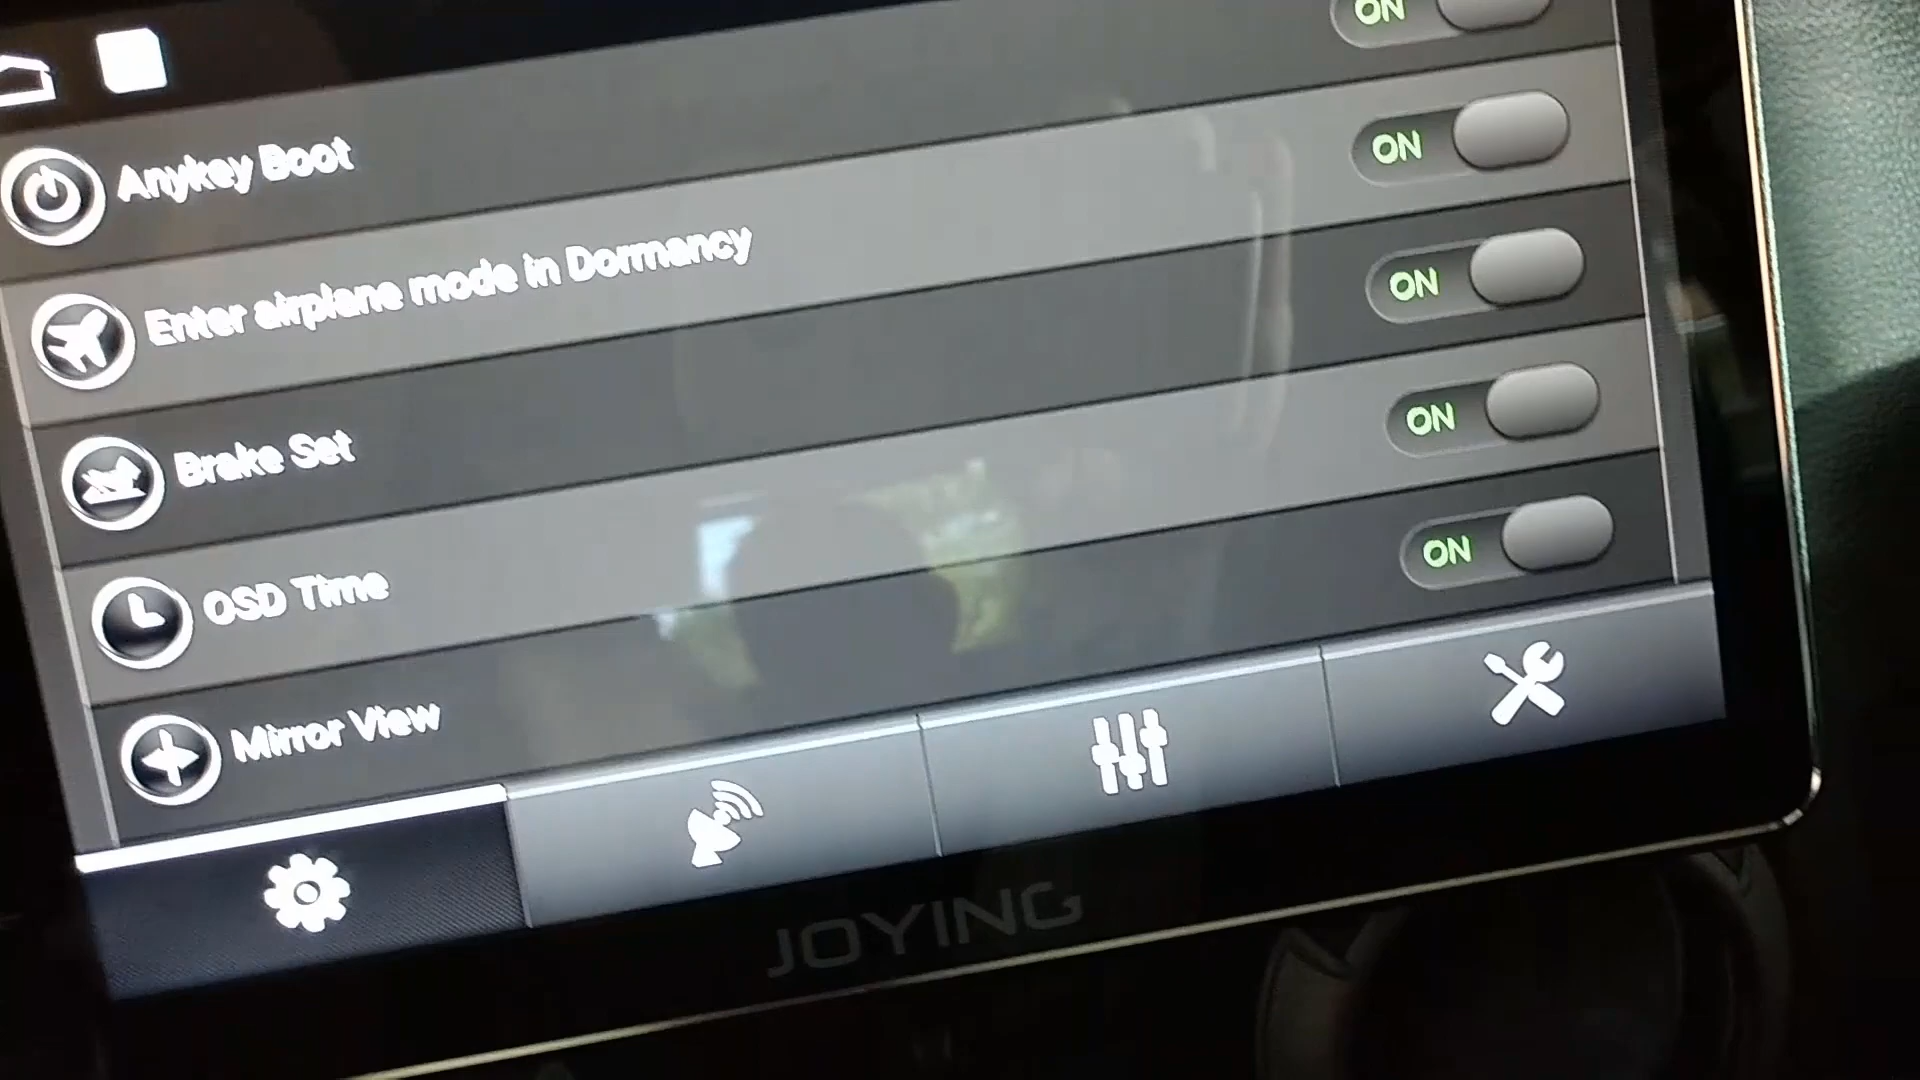 ON
Anykey Boot ON
Enter airplane mode in Dormancy ON
Brake Set ON
OSD Time ON
Mirror View
JOYING